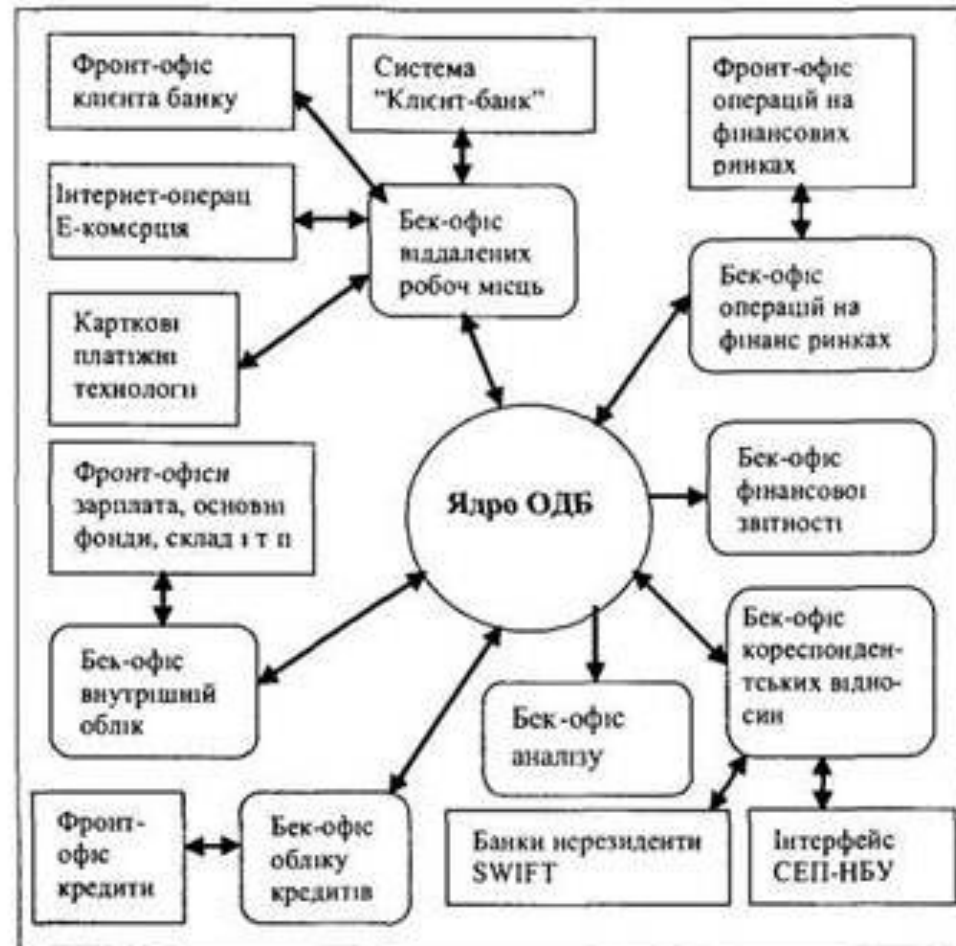 Фронт-офіс
клієнта банку
Система
"Клієнт-банк"
Фронт-офіс
операцій на
фінансових
ринках
Інтернет-операц
Е-комерція
Бек-офіс
віддалених
робоч місць
Бек-офіс
операцій на
фінанс ринках
Карткові
платіжні
технології
Фронт-офіси
зарплата, основні
фонди, склад і т п
Ядро ОДБ
Бек-офіс
фінансової
звітності
Бек-офіс
внутрішній
облік
Бек-офіс
кореспонден-
тських відно-
син
Бек-офіс
аналізу
Фронт-
офіс
кредити
Бек-офіс
обліку
кредитів
Банки нерезиденти
SWIFT
Інтерфейс
СЕП-НБУ